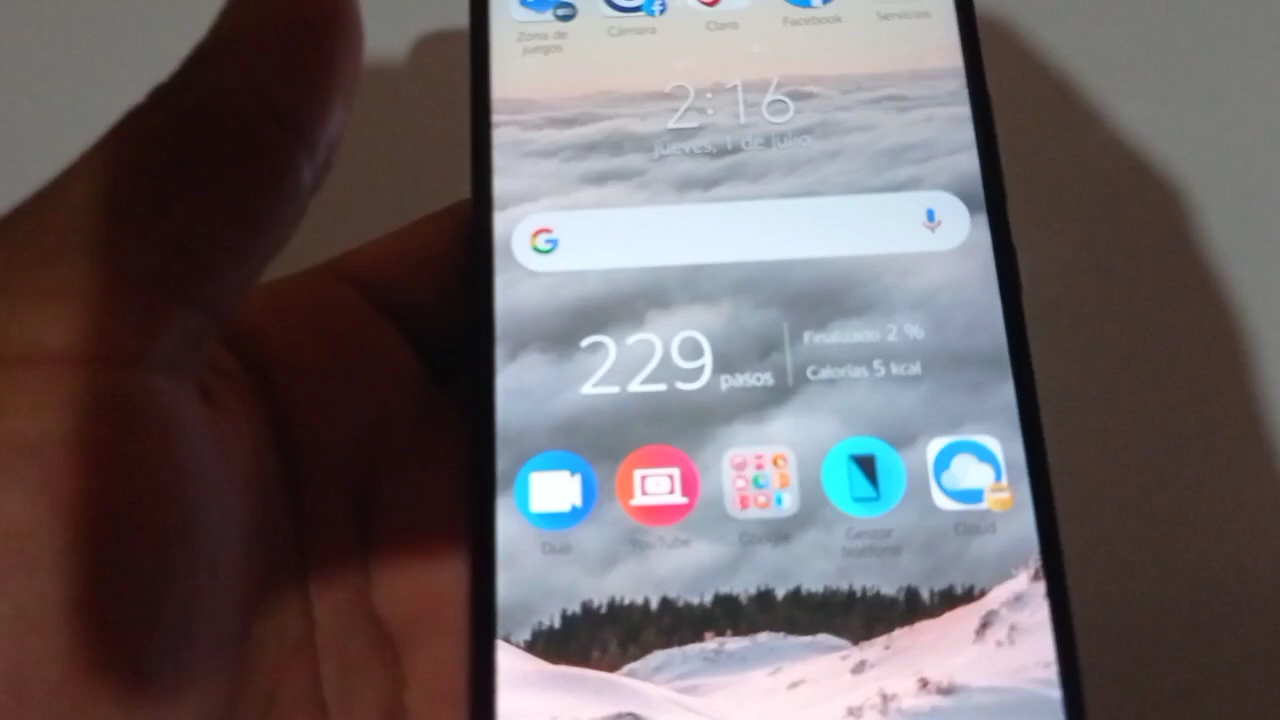 Zona de
juegos
Cámara
Claro
Facebook
Servicios
2:16
jueves, 1 de julio
G
229 pasos
Finalizado 2 %
Calorías 5 kcal
Duo
YouTube
Google
Gestor
teléfono
Cloud